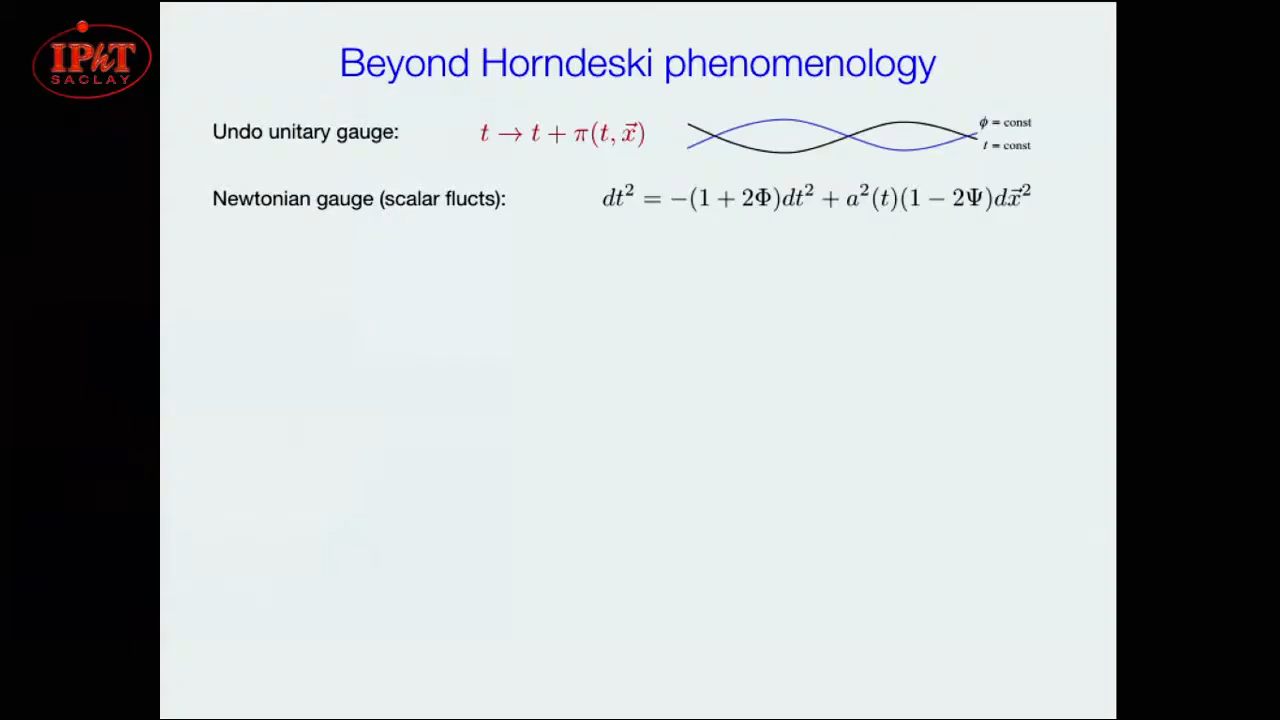 IPhT
SACLAY
Beyond Horndeski phenomenology
Undo unitary gauge: t → t + π(t, x⃗)
ϕ = const
t = const
Newtonian gauge (scalar flucts): dt² = −(1 + 2Φ)dt² + a²(t)(1 − 2Ψ)dx⃗²